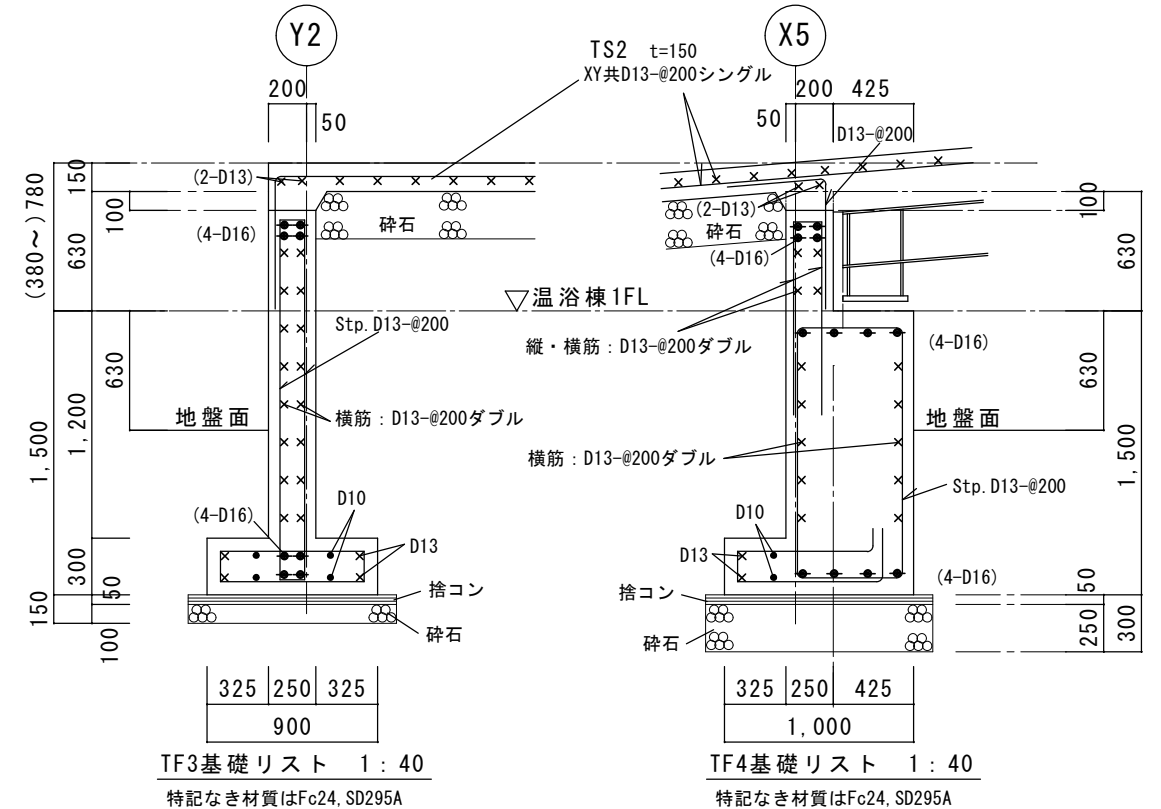 Y2
X5
TS2 t=150
XY共D13-@200シングル
200
50
200
425
50
D13-@200
(2-D13)
(4-D16)
砕石
(2-D13)
砕石
(4-D16)
150
100
630
(380~)780
100
630
温浴棟1FL
Stp.D13-@200
縦・横筋:D13-@200ダブル
(4-D16)
630
1,200
1,500
地盤面
横筋:D13-@200ダブル
630
1,500
地盤面
横筋:D13-@200ダブル
Stp.D13-@200
(4-D16)
D10
D13
D10
D13
(4-D16)
300
50
150
100
捨コン
砕石
捨コン
砕石
50
250
300
325
250
325
900
325
250
425
1,000
TF3基礎リスト 1:40
特記なき材質はFc24,SD295A
TF4基礎リスト 1:40
特記なき材質はFc24,SD295A